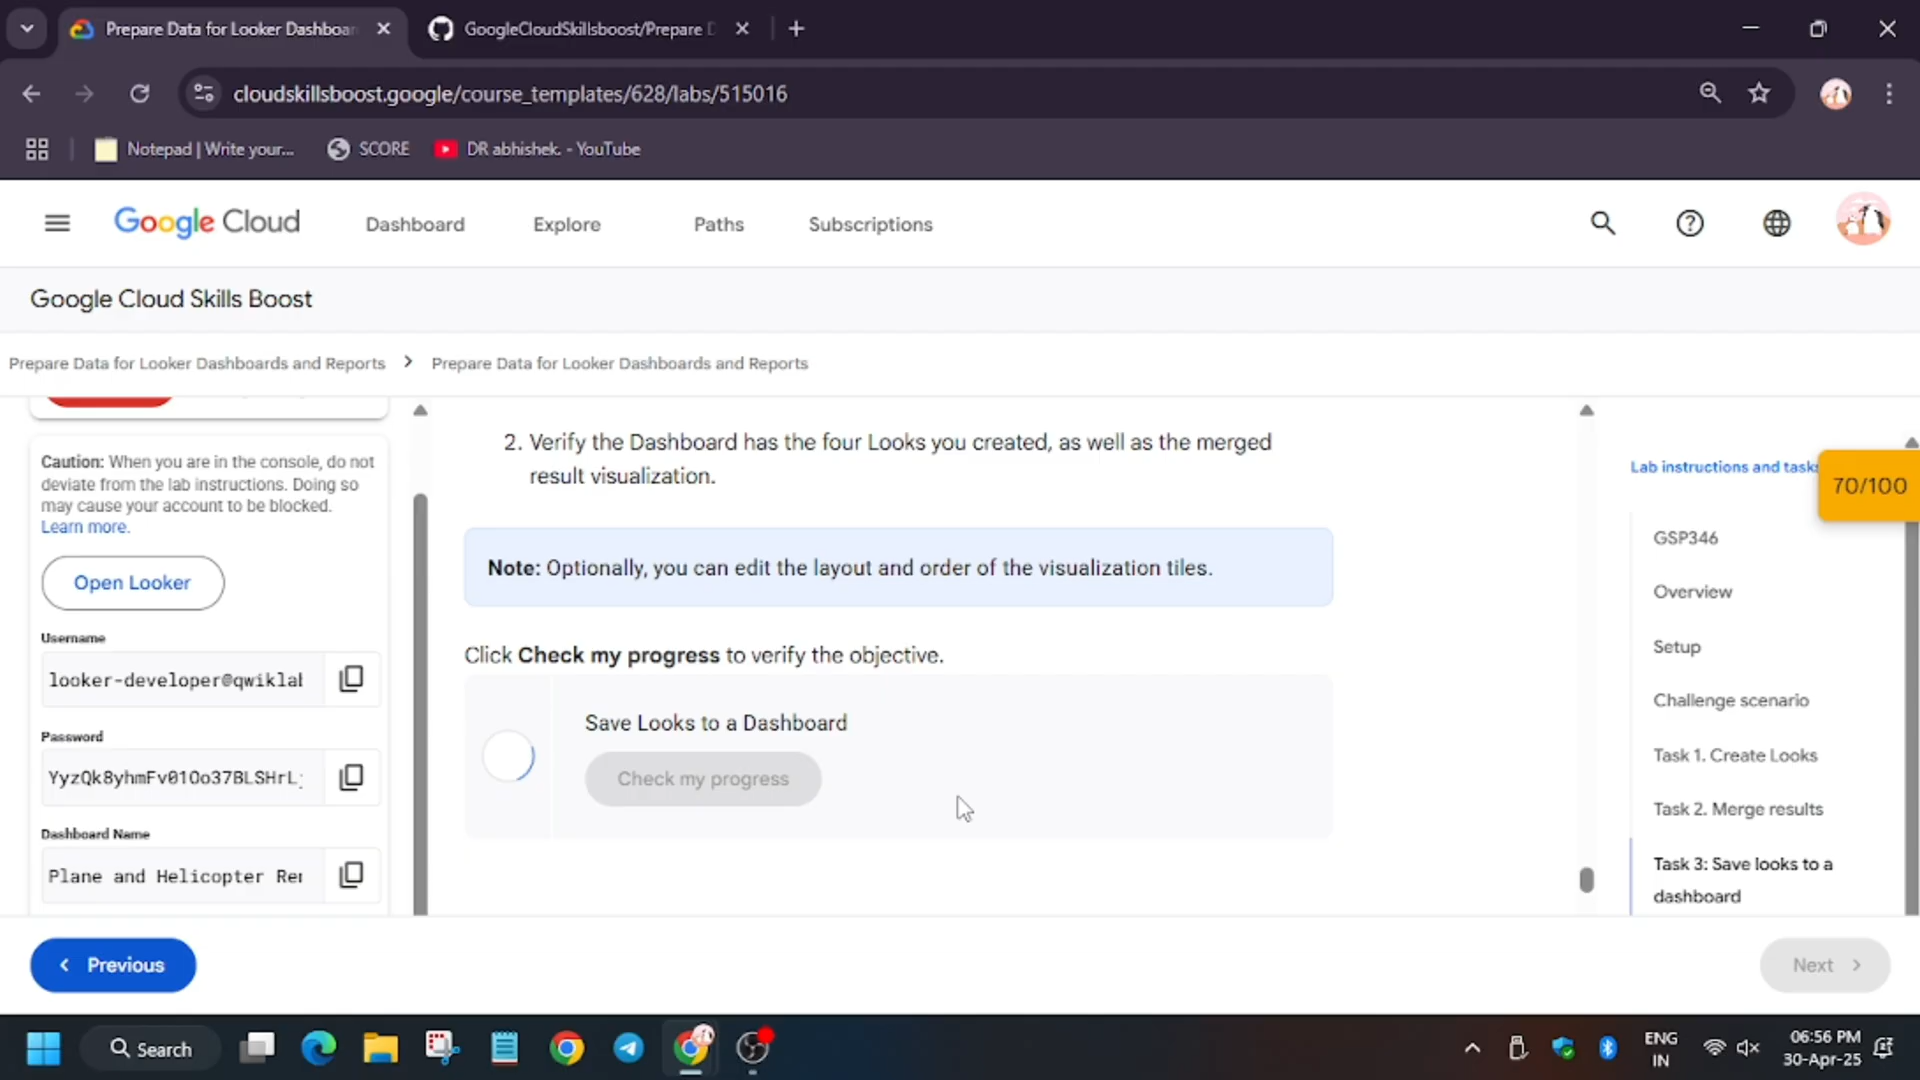 Prepare Data for Looker Dashboar
GoogleCloudSkillsboost/Prepare D
cloudskillsboost.google/course_templates/628/labs/515016
Notepad | Write your...
SCORE
DR abhishek. - YouTube
Google Cloud
Dashboard
Explore
Paths
Subscriptions
Google Cloud Skills Boost
Prepare Data for Looker Dashboards and Reports
Prepare Data for Looker Dashboards and Reports
Caution: When you are in the console, do not
deviate from the lab instructions. Doing so
may cause your account to be blocked.
Learn more.
Open Looker
Username
looker-developer@qwiklab
Password
YyzQk8yhmFv01Oo37BLSHrL
Dashboard Name
Plane and Helicopter Re
2. Verify the Dashboard has the four Looks you created, as well as the merged
result visualization.
Note: Optionally, you can edit the layout and order of the visualization tiles.
Click Check my progress to verify the objective.
Save Looks to a Dashboard
Check my progress
Lab instructions and tasks
70/100
GSP346
Overview
Setup
Challenge scenario
Task 1. Create Looks
Task 2. Merge results
Task 3: Save looks to a
dashboard
Previous
Next
Search
ENG
IN
06:56 PM
30-Apr-25